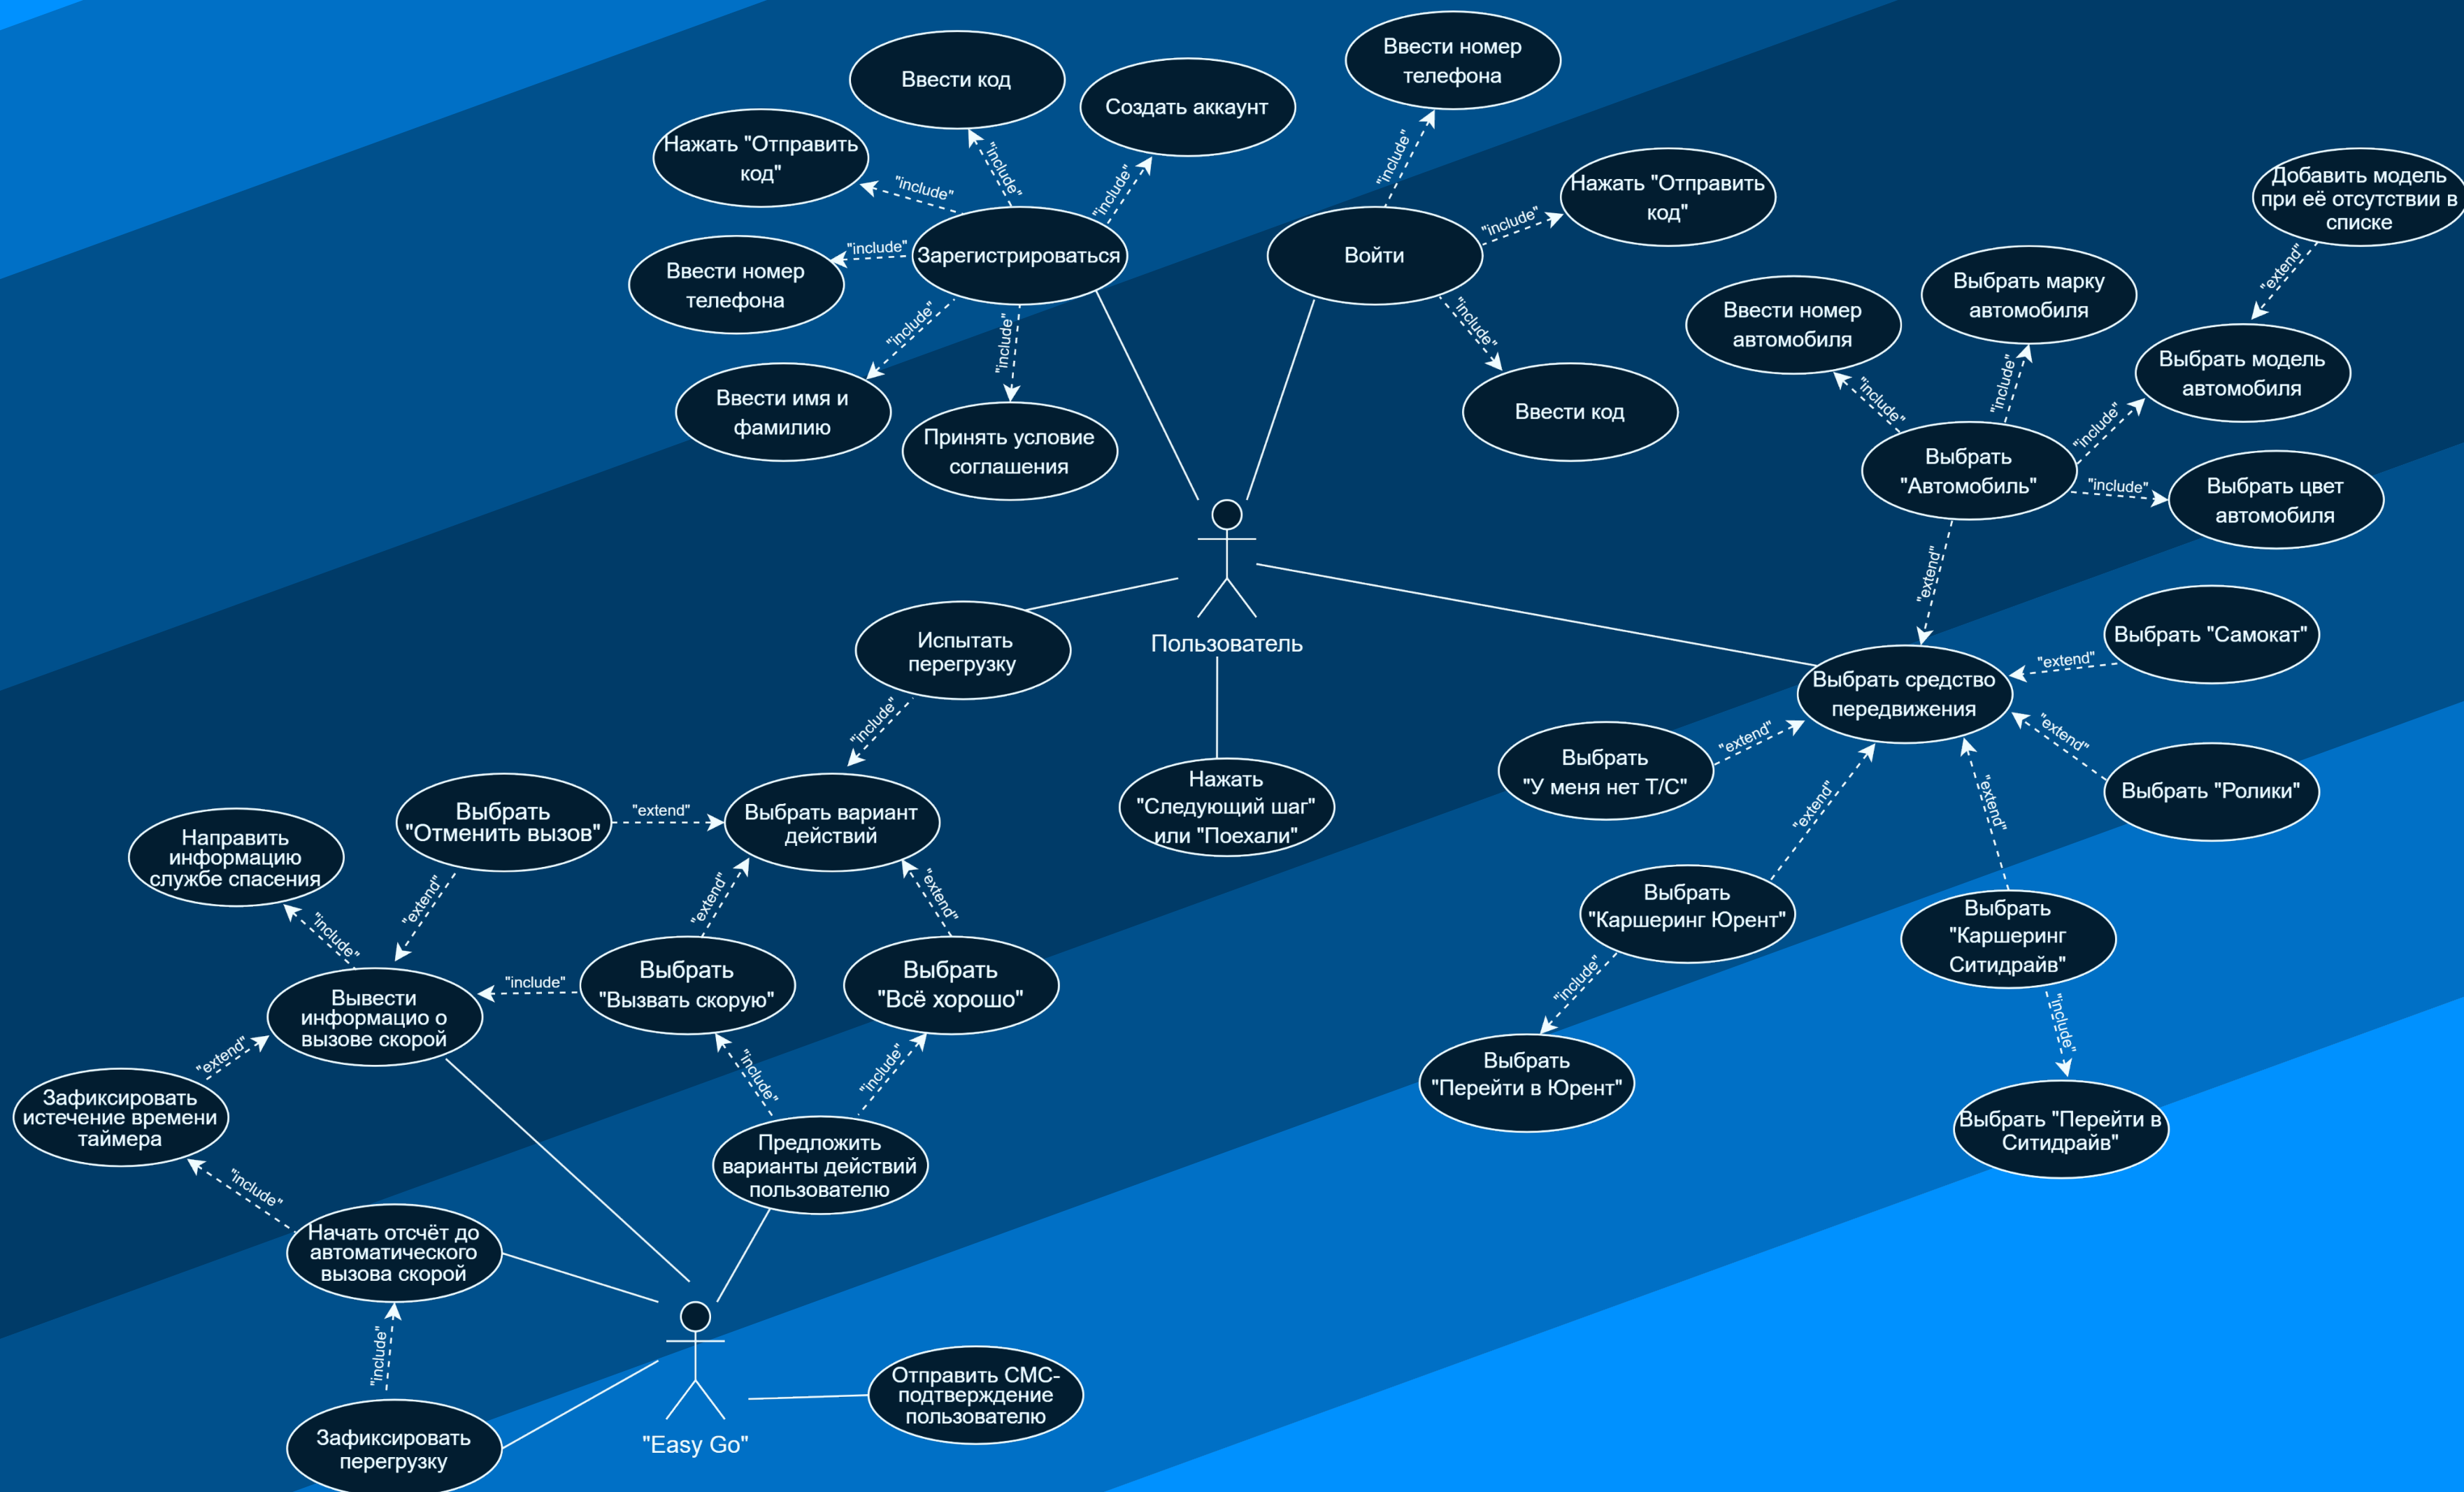 Ввести номер
телефона
Ввести код
Создать аккаунт
Нажать "Отправить
код"
"include"
"include"
"include"
"include"
Зарегистрироваться
"include"
Ввести номер
телефона
"include"
"include"
Ввести имя и
фамилию
Принять условие
соглашения
Войти
"include"
Нажать "Отправить
код"
"include"
Ввести код
Добавить модель
при её отсутствии в
списке
"extend"
Выбрать марку
автомобиля
Ввести номер
автомобиля
Выбрать модель
автомобиля
"include"
"include"
"include"
Выбрать
"Автомобиль"
"include"
Выбрать цвет
автомобиля
"extend"
Пользователь
Испытать
перегрузку
"include"
Выбрать "Самокат"
"extend"
Выбрать средство
передвижения
"extend"
Выбрать "Ролики"
"extend"
Выбрать
"У меня нет Т/С"
"extend"
"extend"
Нажать
"Следующий шаг"
или "Поехали"
Выбрать
"Каршеринг Юрент"
Выбрать
"Каршеринг
Ситидрайв"
"include"
"include"
Выбрать
"Перейти в Юрент"
Выбрать "Перейти в
Ситидрайв"
Выбрать
"Отменить вызов"
"extend"
Выбрать вариант
действий
Направить
информацию
службе спасения
"extend"
"extend"
"extend"
"include"
Вывести
информацио о
вызове скорой
"include"
Выбрать
"Вызвать скорую"
Выбрать
"Всё хорошо"
"extend"
"include"
"include"
Зафиксировать
истечение времени
таймера
Предложить
варианты действий
пользователю
"include"
Начать отсчёт до
автоматического
вызова скорой
"include"
Зафиксировать
перегрузку
"Easy Go"
Отправить СМС-
подтверждение
пользователю